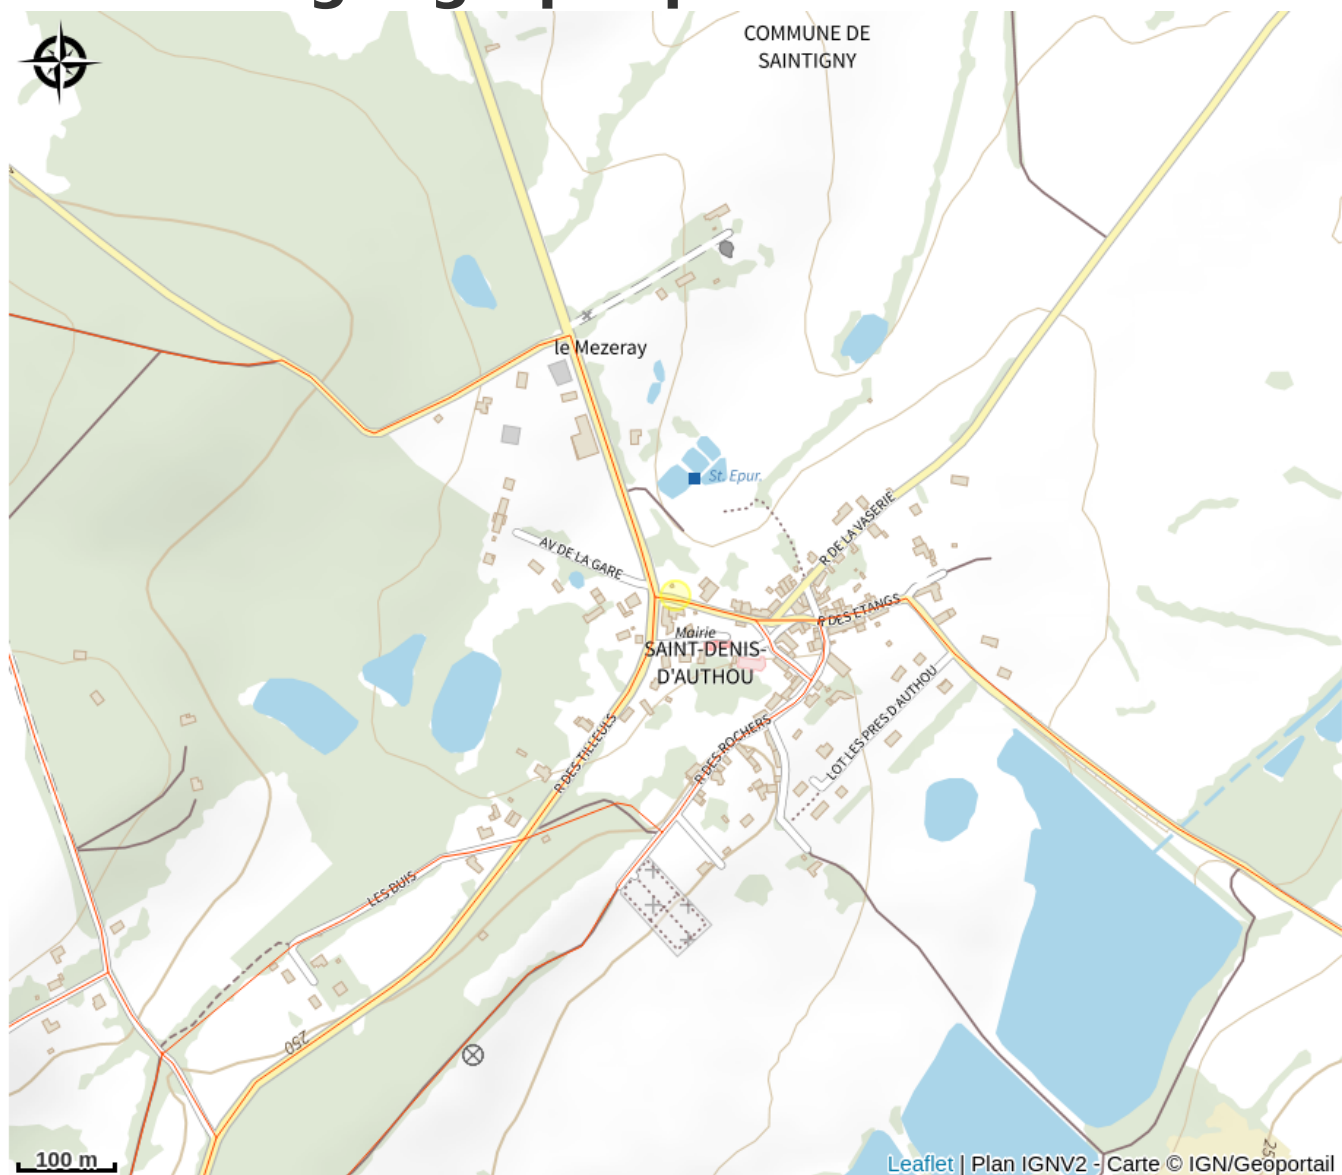 COMMUNE DE
SAINTIGNY
le Mezeray
St. Epur.
R DE LA VASERIE
AV DE LA GARE
R DES ETANGS
Mairie
SAINT-DENIS-
D'AUTHOU
LOT LES PRES D AUTHOU
R DES TILLEULS
R DES ROCHERS
LES BUIS
250
100 m
Leaflet | Plan IGNV2 - Carte © IGN/Geoportail